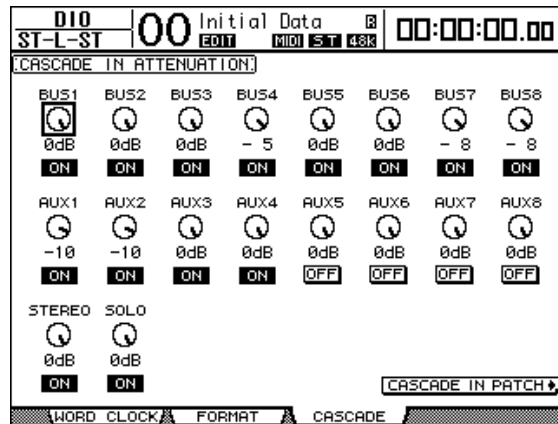 DIO
ST-L-ST
00 Initial Data
EDIT MIDI ST 48K
00:00:00.00
CASCADE IN ATTENUATION
BUS1 BUS2 BUS3 BUS4 BUS5 BUS6 BUS7 BUS8
0dB 0dB 0dB - 5 0dB 0dB - 8 - 8
ON ON ON ON ON ON ON ON
AUX1 AUX2 AUX3 AUX4 AUX5 AUX6 AUX7 AUX8
-10 -10 0dB 0dB 0dB 0dB 0dB 0dB
ON ON ON ON OFF OFF OFF OFF
STEREO SOLO
0dB 0dB
ON ON
CASCADE IN PATCH
WORD CLOCK FORMAT CASCADE